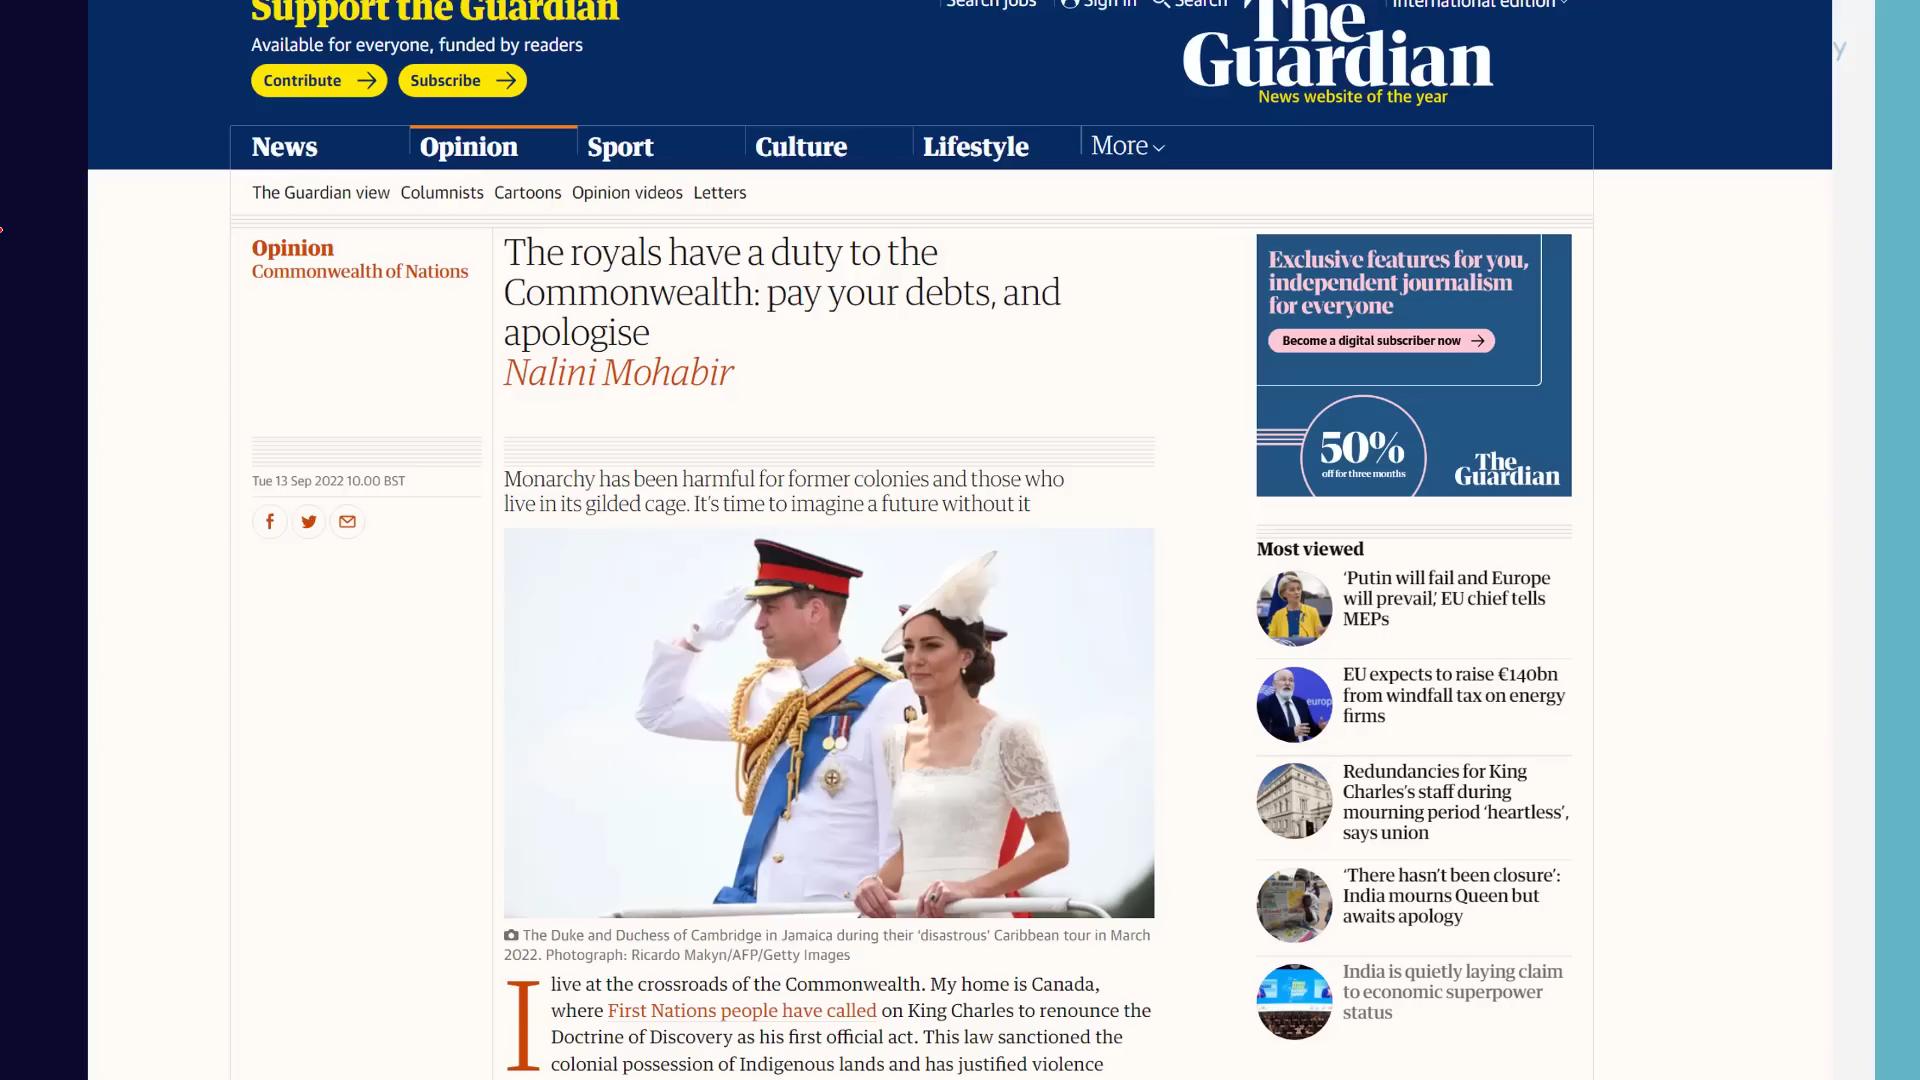 Support the Guardian
Available for everyone, funded by readers
Contribute
Subscribe
Search jobs
Sign in
Search
International edition
The
Guardian
News website of the year
News
Opinion
Sport
Culture
Lifestyle
More
The Guardian view
Columnists
Cartoons
Opinion videos
Letters
Opinion
Commonwealth of Nations
The royals have a duty to the
Commonwealth: pay your debts, and
apologise
Nalini Mohabir
Tue 13 Sep 2022 10.00 BST
Monarchy has been harmful for former colonies and those who
live in its gilded cage. It’s time to imagine a future without it
The Duke and Duchess of Cambridge in Jamaica during their ‘disastrous’ Caribbean tour in March
2022. Photograph: Ricardo Makyn/AFP/Getty Images
I live at the crossroads of the Commonwealth. My home is Canada,
where First Nations people have called on King Charles to renounce the
Doctrine of Discovery as his first official act. This law sanctioned the
colonial possession of Indigenous lands and has justified violence
Exclusive features for you,
independent journalism
for everyone
Become a digital subscriber now
50%
off for three months
The
Guardian
Most viewed
‘Putin will fail and Europe
will prevail,’ EU chief tells
MEPs
EU expects to raise €140bn
from windfall tax on energy
firms
Redundancies for King
Charles’s staff during
mourning period ‘heartless’,
says union
‘There hasn’t been closure’:
India mourns Queen but
awaits apology
India is quietly laying claim
to economic superpower
status
europ
y